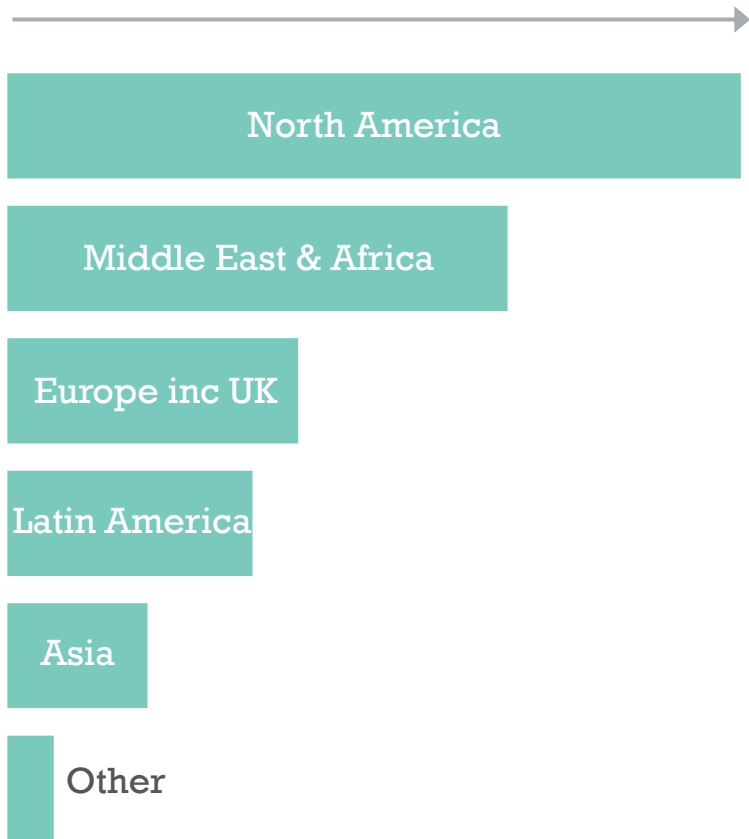 North America
Middle East & Africa
Europe inc UK
Latin America
Asia
Other